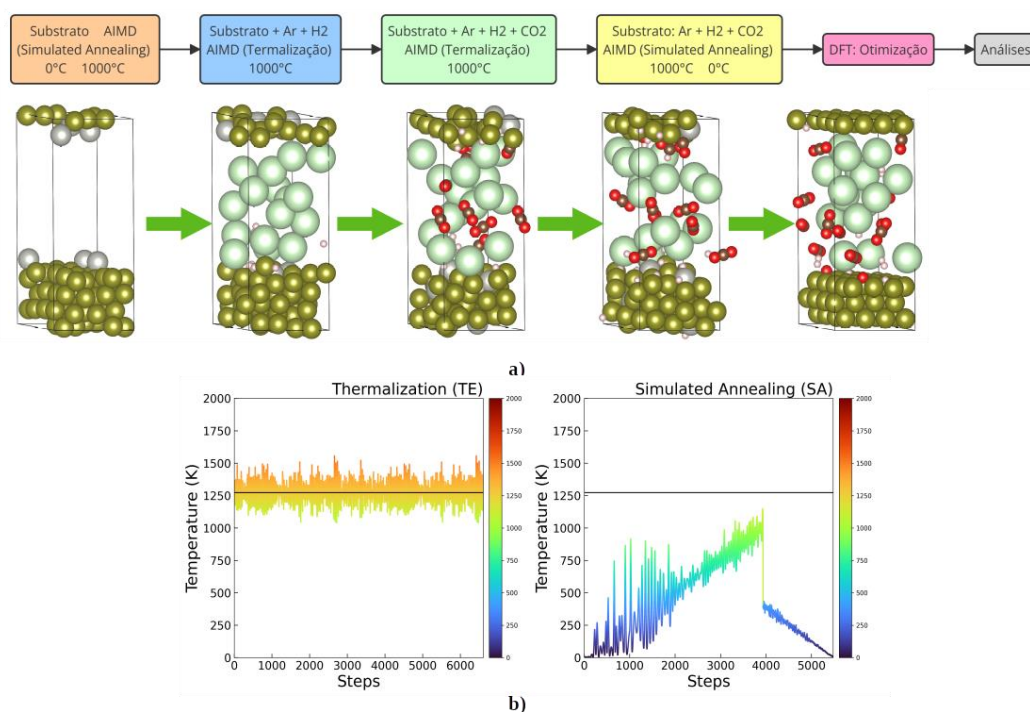 Substrato AIMD
(Simulated Annealing)
0°C 1000°C
Substrato + Ar + H2
AIMD (Termalização)
1000°C
Substrato + Ar + H2 + CO2
AIMD (Termalização)
1000°C
Substrato: Ar + H2 + CO2
AIMD (Simulated Annealing)
1000°C 0°C
DFT: Otimização
Análises
a)
Thermalization (TE)
2000
1750
1500
1250
1000
750
500
250
0
Temperature (K)
0 1000 2000 3000 4000 5000 6000
Steps
2000
1750
1500
1250
1000
750
500
250
0
Simulated Annealing (SA)
2000
1750
1500
1250
1000
750
500
250
0
Temperature (K)
0 1000 2000 3000 4000 5000
Steps
2000
1750
1500
1250
1000
750
500
250
0
b)